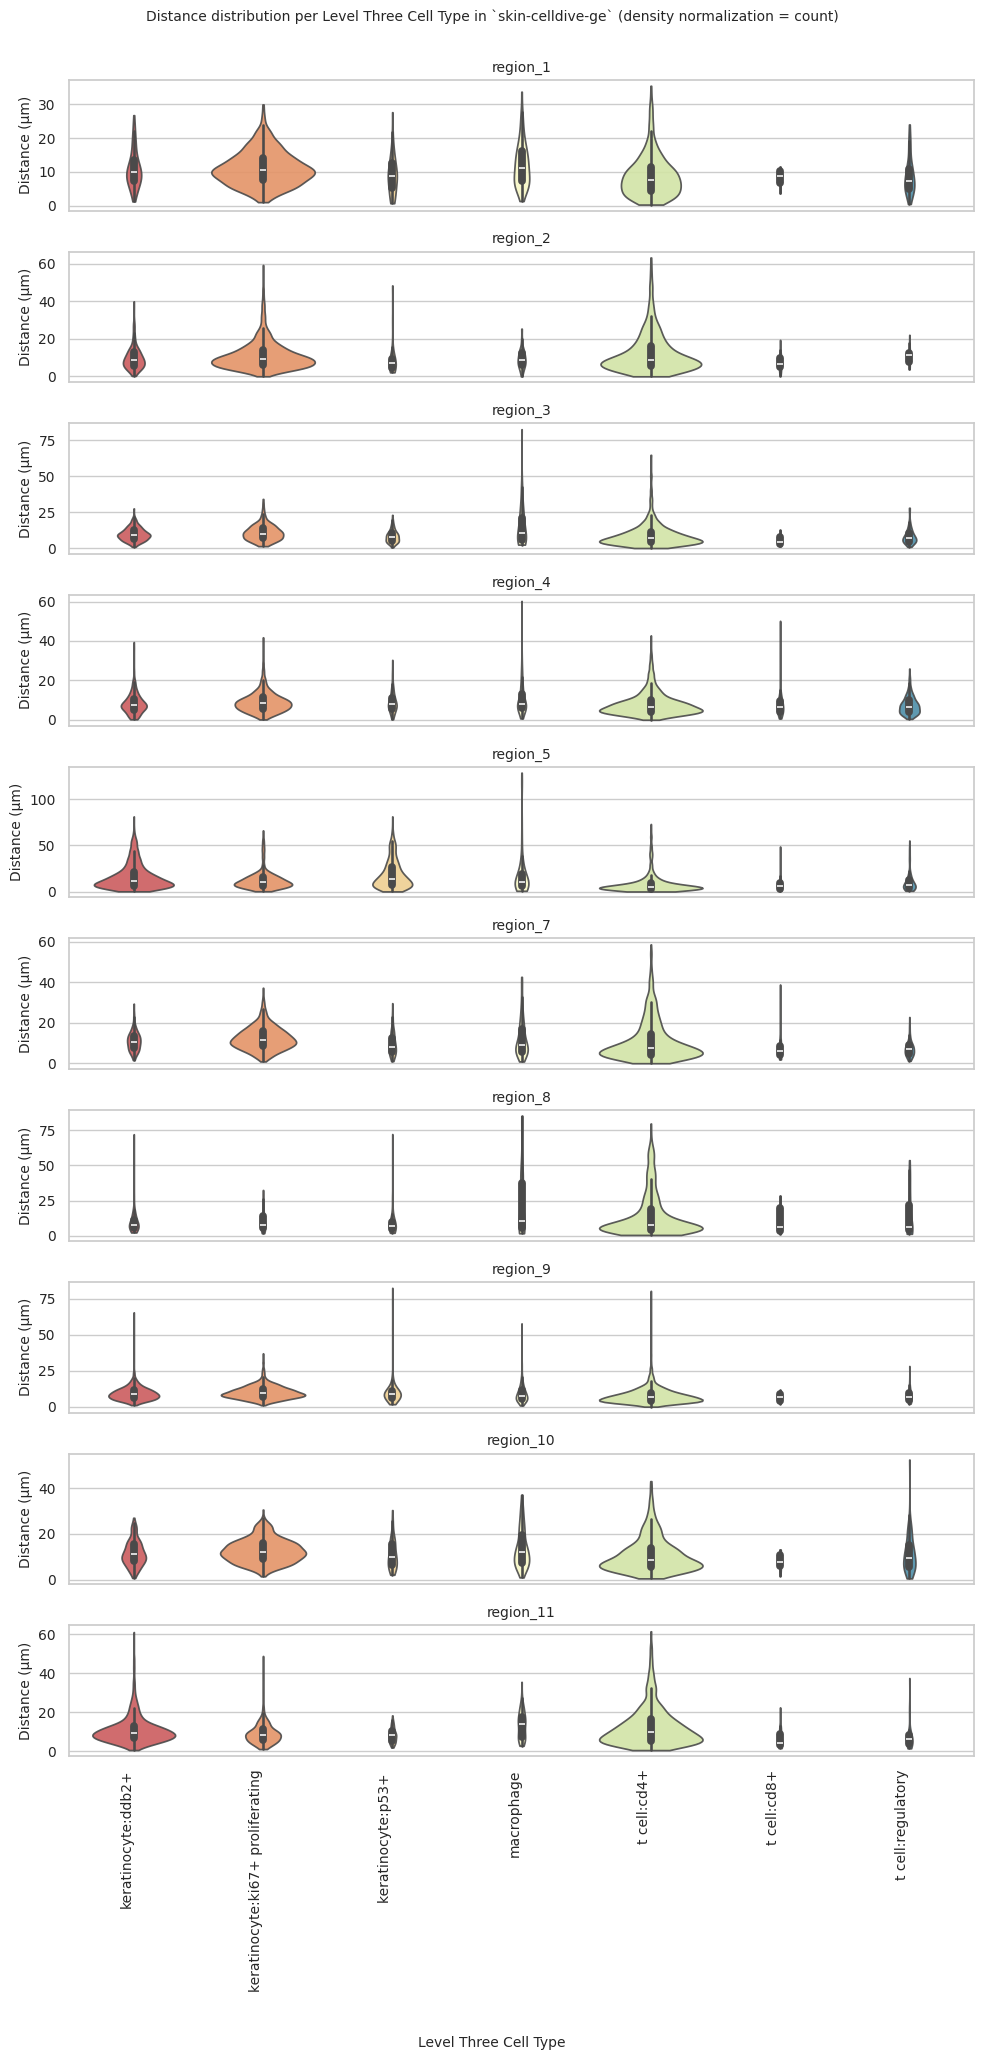 Distance distribution per Level Three Cell Type in `skin-celldive-ge` (density normalization = count)
region_1
Distance (μm)
30
20
10
0
region_2
Distance (μm)
60
40
20
0
region_3
Distance (μm)
75
50
25
0
region_4
Distance (μm)
60
40
20
0
region_5
Distance (μm)
100
50
0
region_7
Distance (μm)
60
40
20
0
region_8
Distance (μm)
75
50
25
0
region_9
Distance (μm)
75
50
25
0
region_10
Distance (μm)
40
20
0
region_11
Distance (μm)
60
40
20
0
keratinocyte:ddb2+
keratinocyte:ki67+ proliferating
keratinocyte:p53+
macrophage
t cell:cd4+
t cell:cd8+
t cell:regulatory
Level Three Cell Type